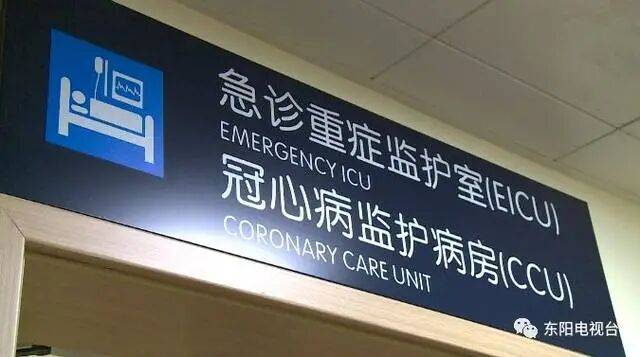 急诊重症监护室(EICU)
EMERGENCY ICU
冠心病监护病房(CCU)
CORONARY CARE UNIT
东阳电视台